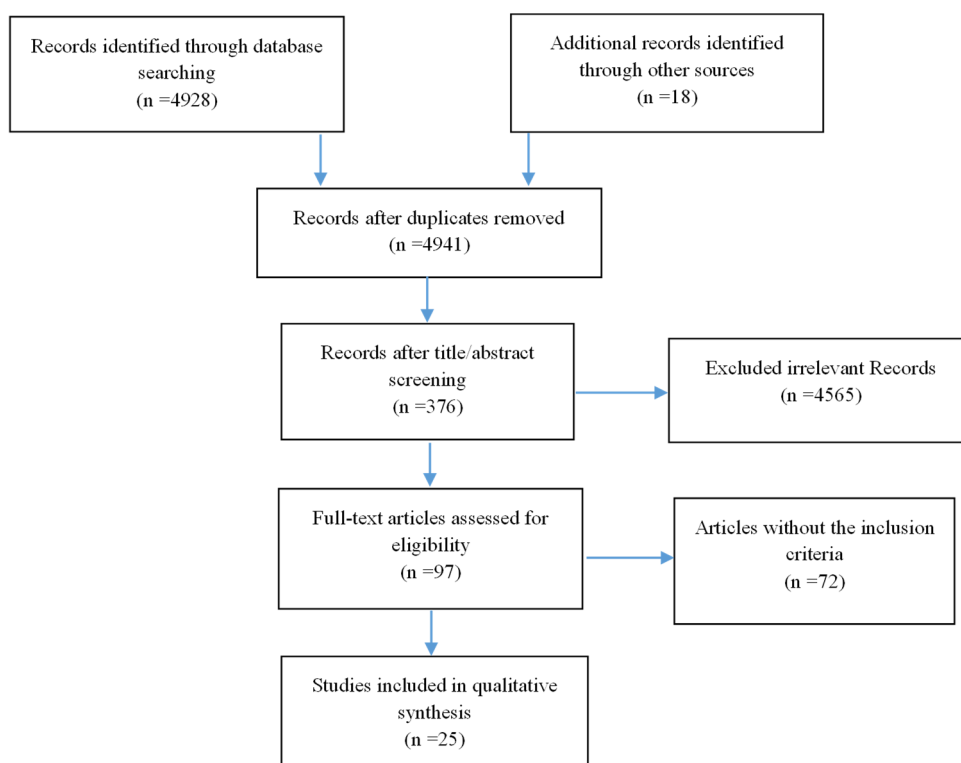 Records identified through database
searching
(n =4928)
Additional records identified
through other sources
(n =18)
Records after duplicates removed
(n =4941)
Records after title/abstract
screening
(n =376)
Excluded irrelevant Records
(n =4565)
Full-text articles assessed for
eligibility
(n =97)
Articles without the inclusion
criteria
(n =72)
Studies included in qualitative
synthesis
(n =25)